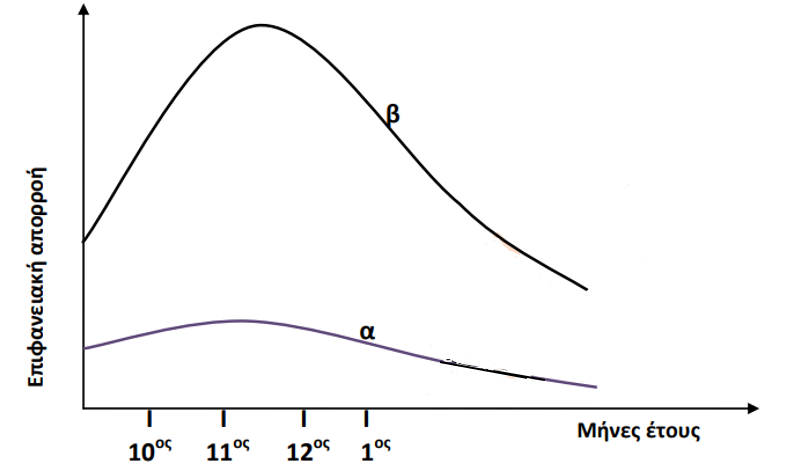 Επιφανειακή απορροή
β
α
10ος 11ος 12ος 1ος
Μήνες έτους